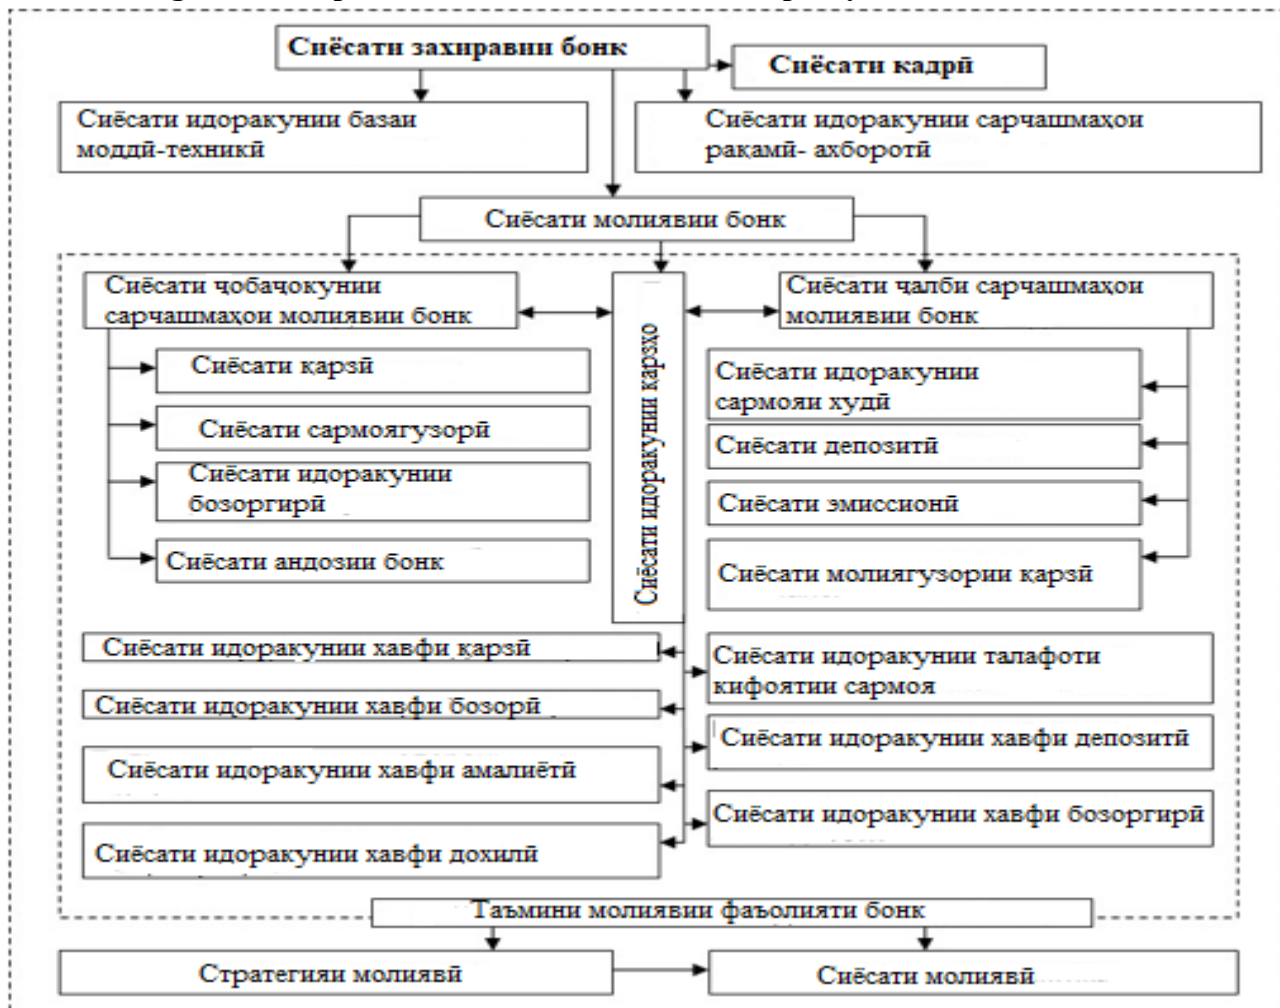 Сиёсати захиравии бонк
Сиёсати кадрӣ
Сиёсати идоракунии базаи
моддӣ-техникӣ
Сиёсати идоракунии сарчашмаҳои
рақамӣ- ахборотӣ
Сиёсати молиявии бонк
Сиёсати ҷобаҷокунии
сарчашмаҳои молиявии бонк
Сиёсати идоракунии қарзҳо
Сиёсати ҷалби сарчашмаҳои
молиявии бонк
Сиёсати қарзӣ
Сиёсати сармоягузорӣ
Сиёсати идоракунии
бозоргирӣ
Сиёсати андозии бонк
Сиёсати идоракунии
сармояи худӣ
Сиёсати депозитӣ
Сиёсати эмиссионӣ
Сиёсати молиягузории қарзӣ
Сиёсати идоракунии хавфи қарзӣ
Сиёсати идоракунии хавфи бозорӣ
Сиёсати идоракунии хавфи амалиётӣ
Сиёсати идоракунии хавфи дохилӣ
Сиёсати идоракунии талафоти
кифоятии сармоя
Сиёсати идоракунии хавфи депозитӣ
Сиёсати идоракунии хавфи бозоргирӣ
Таъмини молиявии фаъолияти бонк
Стратегияи молиявӣ
Сиёсати молиявӣ